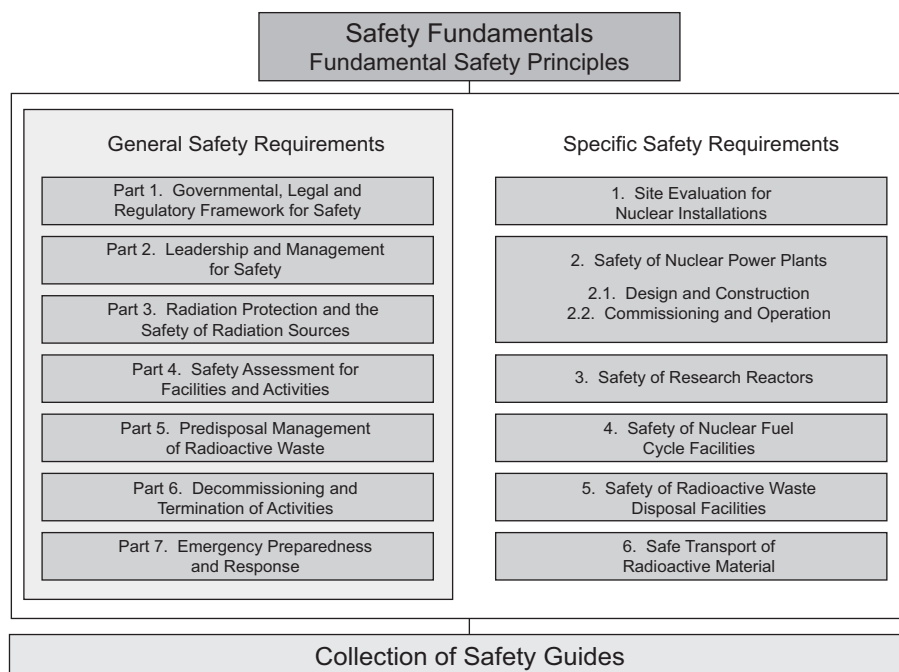 Safety Fundamentals
Fundamental Safety Principles
General Safety Requirements
Part 1. Governmental, Legal and
Regulatory Framework for Safety
Part 2. Leadership and Management
for Safety
Part 3. Radiation Protection and the
Safety of Radiation Sources
Part 4. Safety Assessment for
Facilities and Activities
Part 5. Predisposal Management
of Radioactive Waste
Part 6. Decommissioning and
Termination of Activities
Part 7. Emergency Preparedness
and Response
Specific Safety Requirements
1. Site Evaluation for
Nuclear Installations
2. Safety of Nuclear Power Plants
2.1. Design and Construction
2.2. Commissioning and Operation
3. Safety of Research Reactors
4. Safety of Nuclear Fuel
Cycle Facilities
5. Safety of Radioactive Waste
Disposal Facilities
6. Safe Transport of
Radioactive Material
Collection of Safety Guides